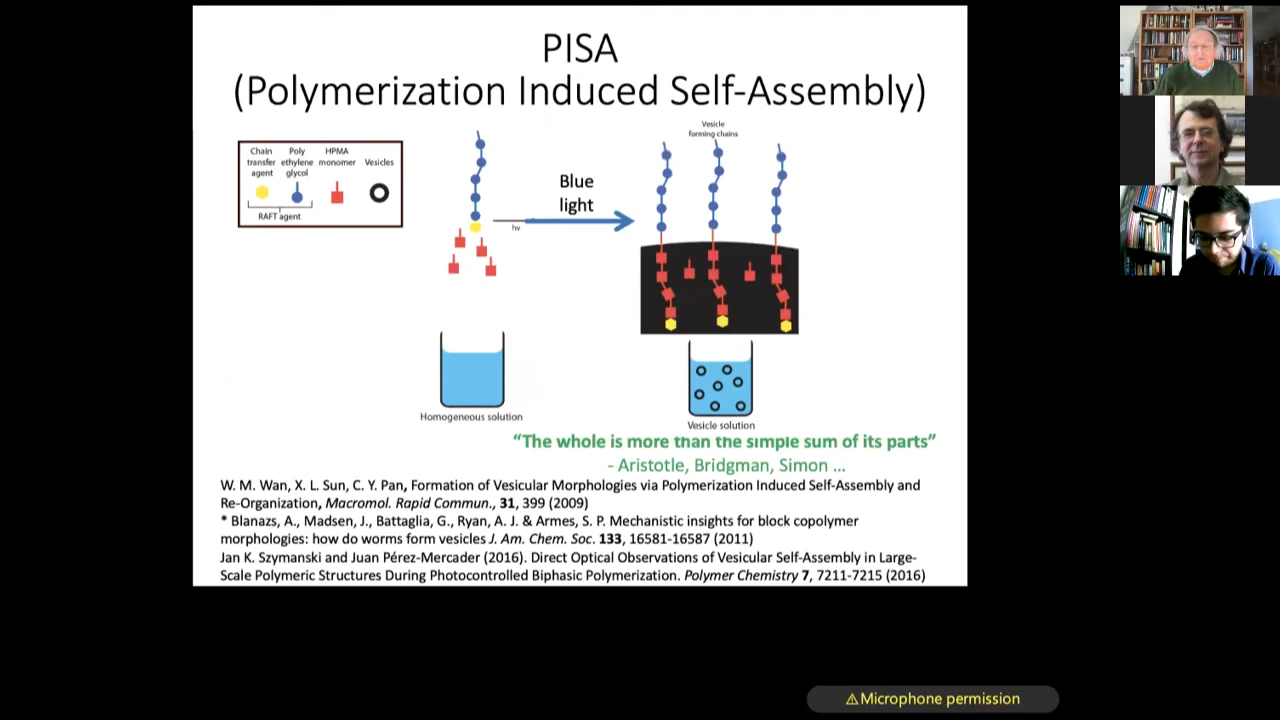 PISA
(Polymerization Induced Self-Assembly)
Chain transfer agent
Poly ethylene glycol
HPMA monomer
Vesicles
RAFT agent
Blue light
hν
Vesicle forming chains
Homogeneous solution
Vesicle solution
“The whole is more than the simple sum of its parts”
- Aristotle, Bridgman, Simon ...
W. M. Wan, X. L. Sun, C. Y. Pan, Formation of Vesicular Morphologies via Polymerization Induced Self-Assembly and
Re-Organization, Macromol. Rapid Commun., 31, 399 (2009)
* Blanazs, A., Madsen, J., Battaglia, G., Ryan, A. J. & Armes, S. P. Mechanistic insights for block copolymer
morphologies: how do worms form vesicles J. Am. Chem. Soc. 133, 16581-16587 (2011)
Jan K. Szymanski and Juan Pérez-Mercader (2016). Direct Optical Observations of Vesicular Self-Assembly in Large-
Scale Polymeric Structures During Photocontrolled Biphasic Polymerization. Polymer Chemistry 7, 7211-7215 (2016)
⚠Microphone permission